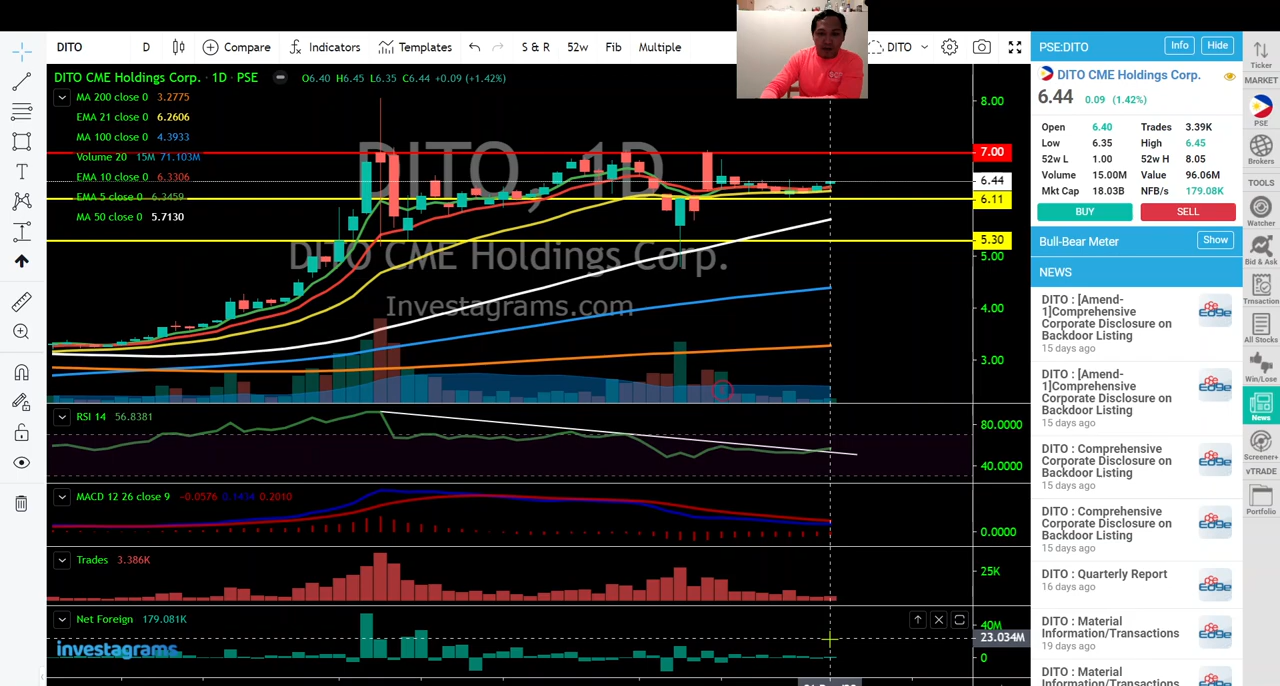 DITO D Compare Indicators Templates S & R 52w Fib Multiple DITO
DITO CME Holdings Corp. · 1D · PSE O6.40 H6.45 L6.35 C6.44 +0.09 (+1.42%)
MA 200 close 0 3.2775
EMA 21 close 0 6.2606
MA 100 close 0 4.3933
Volume 20 15M 71.103M
EMA 10 close 0 6.3306
EMA 5 close 0 6.3459
MA 50 close 0 5.7130
DITO, 1D
DITO CME Holdings Corp.
Investagrams.com
8.00
7.00
6.44
6.11
5.30
5.00
4.00
3.00
RSI 14 56.8381
80.0000
40.0000
MACD 12 26 close 9 −0.0576 0.1434 0.2010
0.0000
Trades 3.386K
25K
Net Foreign 179.081K
40M
23.034M
0
investagrams
PSE:DITO Info Hide
DITO CME Holdings Corp.
6.44 0.09 (1.42%)
Open 6.40 Trades 3.39K
Low 6.35 High 6.45
52w L 1.00 52w H 8.05
Volume 15.00M Value 96.06M
Mkt Cap 18.03B NFB/s 179.08K
BUY SELL
Bull-Bear Meter Show
NEWS
DITO : [Amend-
1]Comprehensive
Corporate Disclosure on
Backdoor Listing
15 days ago
DITO : [Amend-
1]Comprehensive
Corporate Disclosure on
Backdoor Listing
15 days ago
DITO : Comprehensive
Corporate Disclosure on
Backdoor Listing
15 days ago
DITO : Comprehensive
Corporate Disclosure on
Backdoor Listing
15 days ago
DITO : Quarterly Report
16 days ago
DITO : Material
Information/Transactions
19 days ago
DITO : Material
Information/Transactions
Ticker
MARKET
PSE
Brokers
TOOLS
Watcher
Bid & Ask
Trnsaction
All Stocks
Win/Lose
News
Screener+
vTRADE
Portfolio